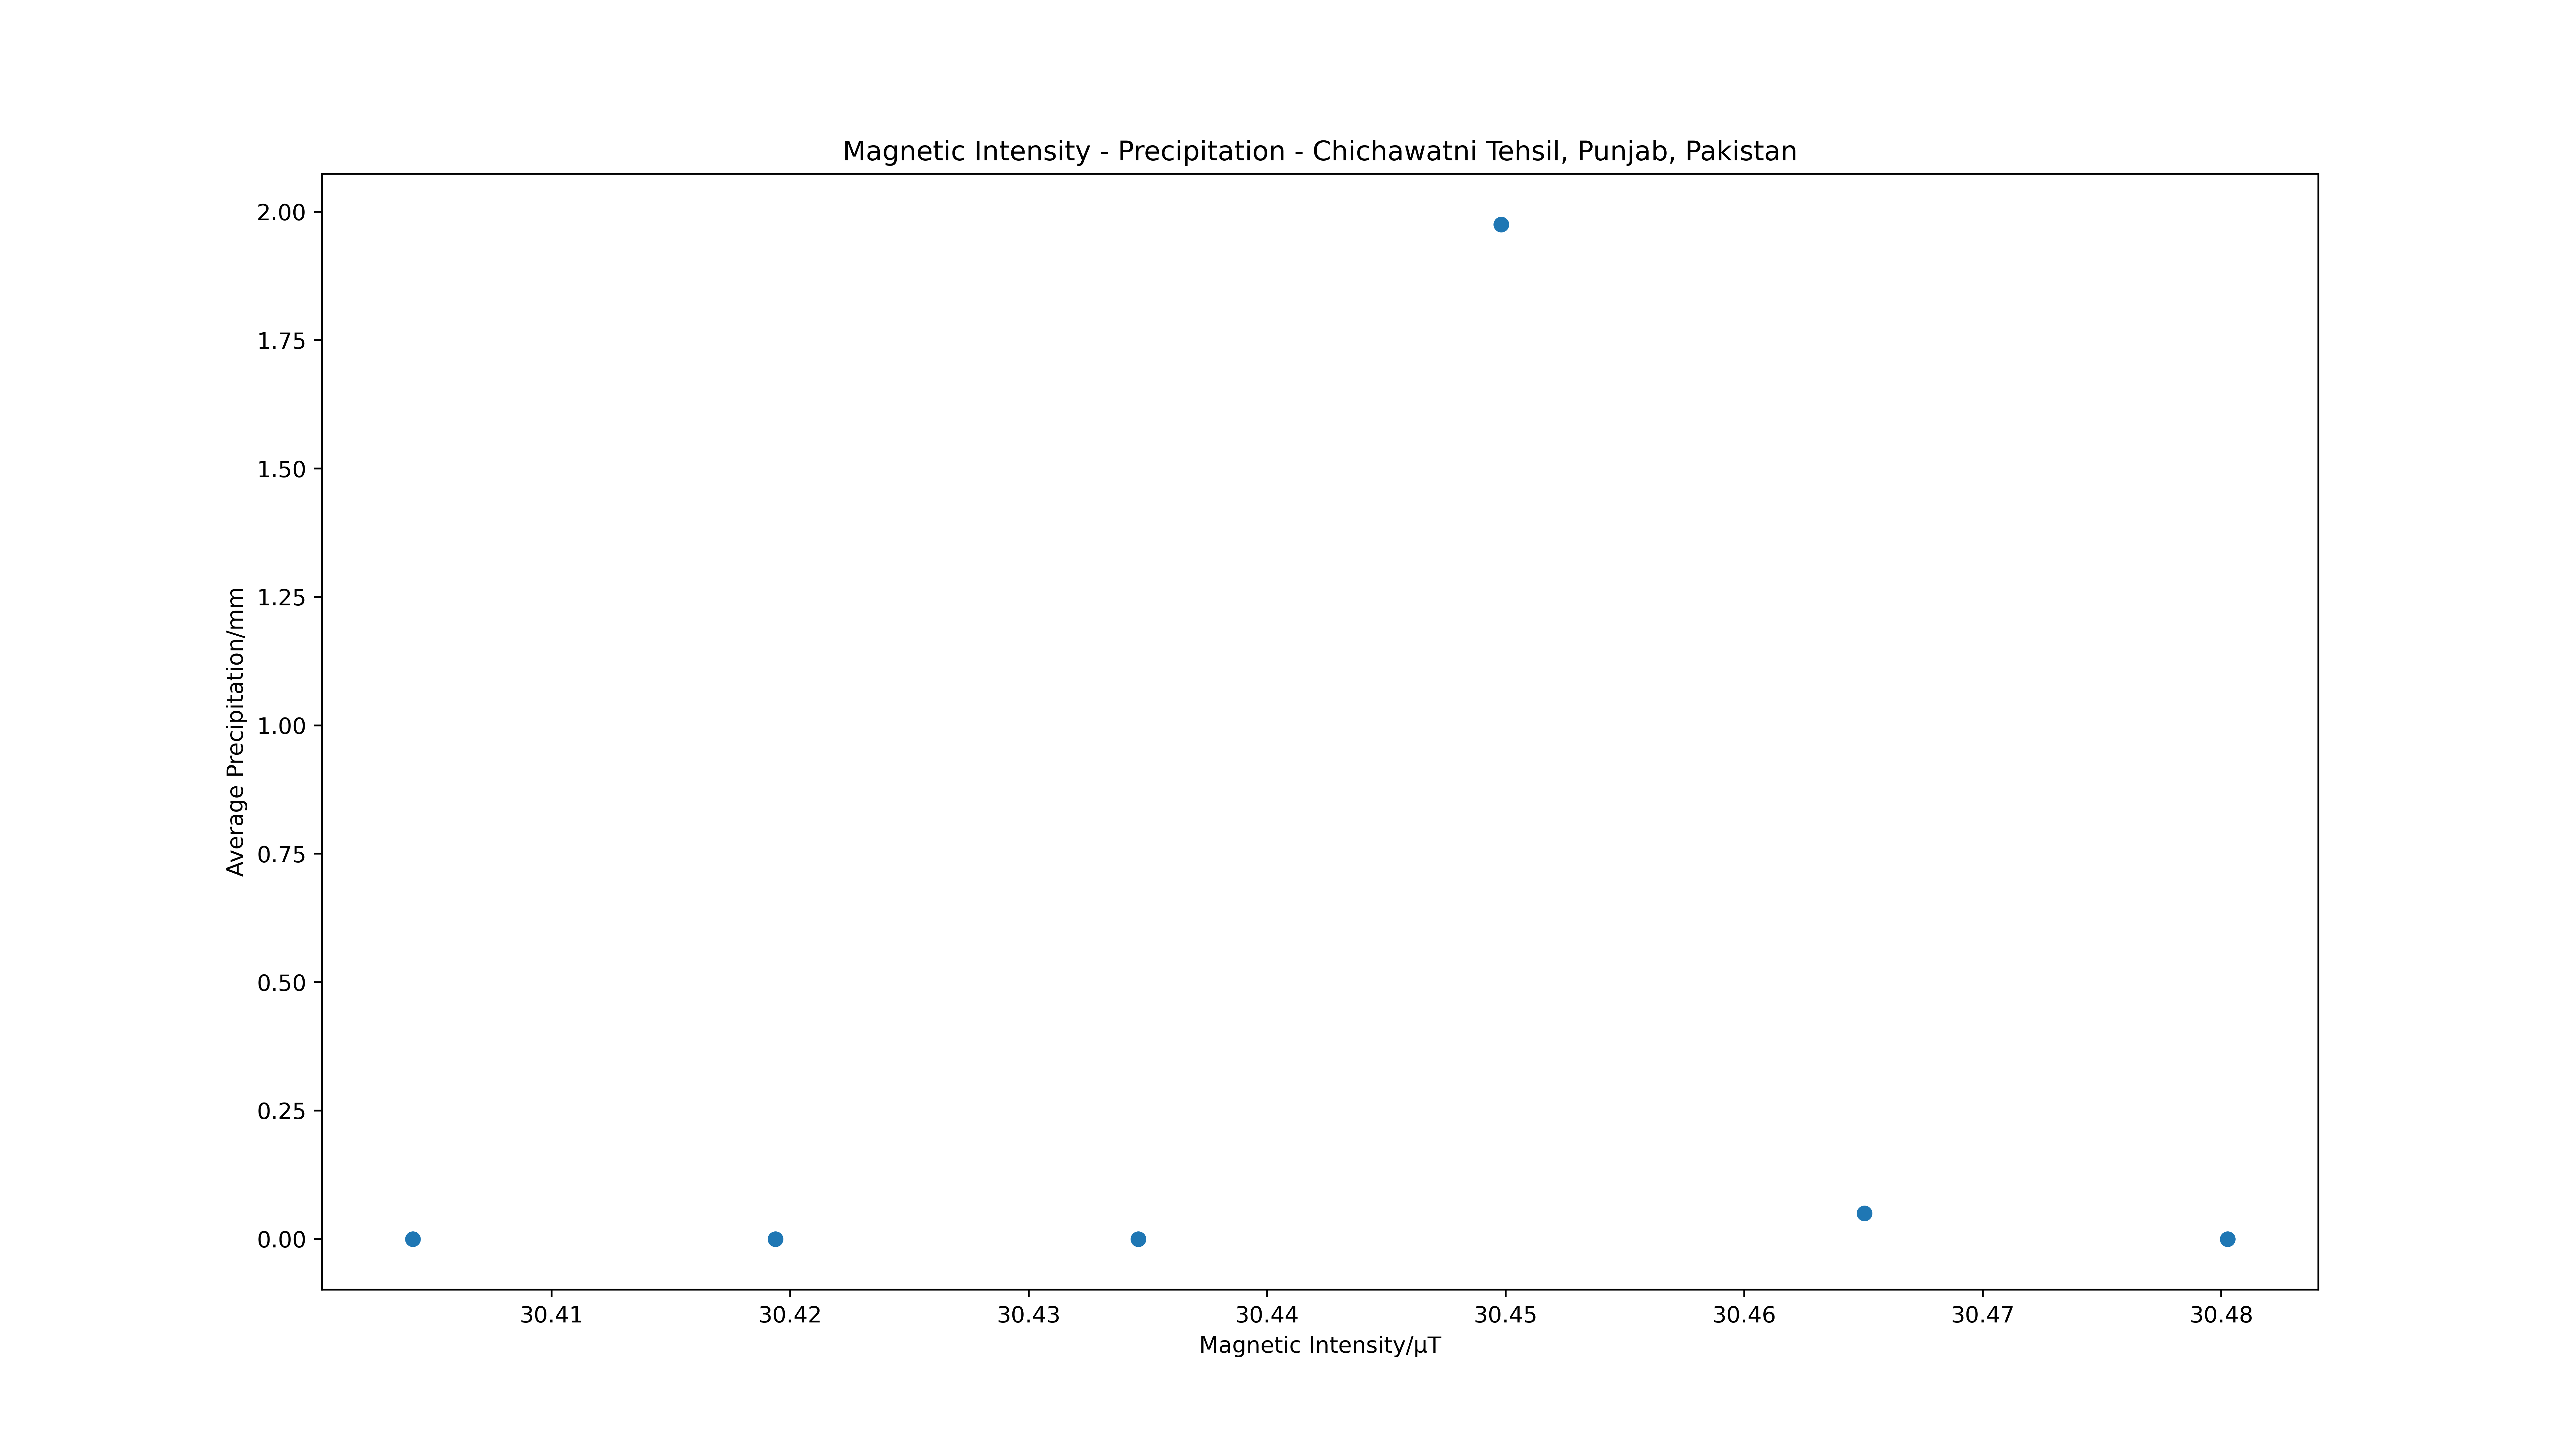 Magnetic Intensity - Precipitation - Chichawatni Tehsil, Punjab, Pakistan
2.00
1.75
1.50
1.25
1.00
0.75
0.50
0.25
0.00
Average Precipitation/mm
30.41 30.42 30.43 30.44 30.45 30.46 30.47 30.48
Magnetic Intensity/μT